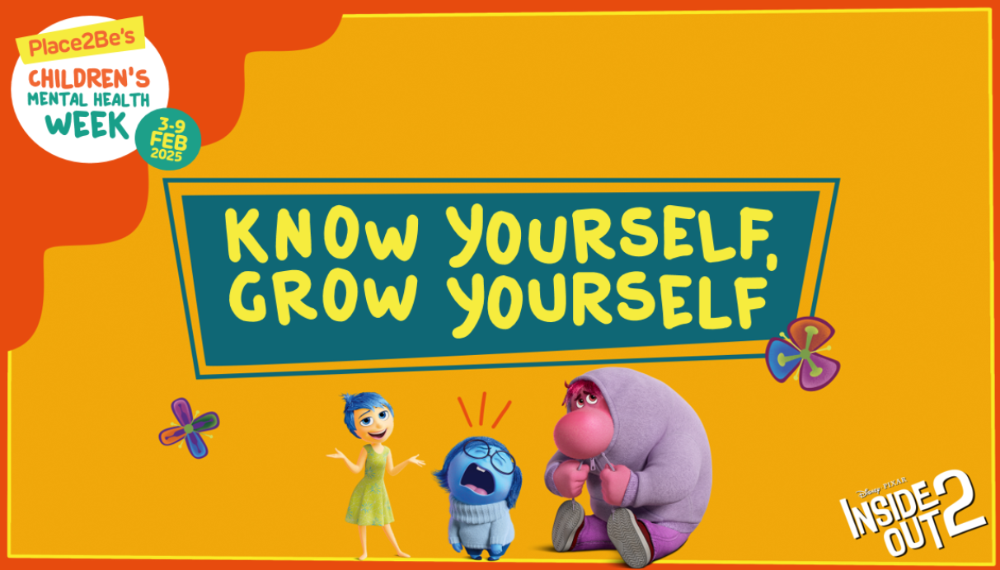 Place2Be's
CHILDREN'S
MENTAL HEALTH
WEEK
3-9
FEB
2025
KNOW YOURSELF,
GROW YOURSELF
Disney PIXAR
INSIDE
OUT 2